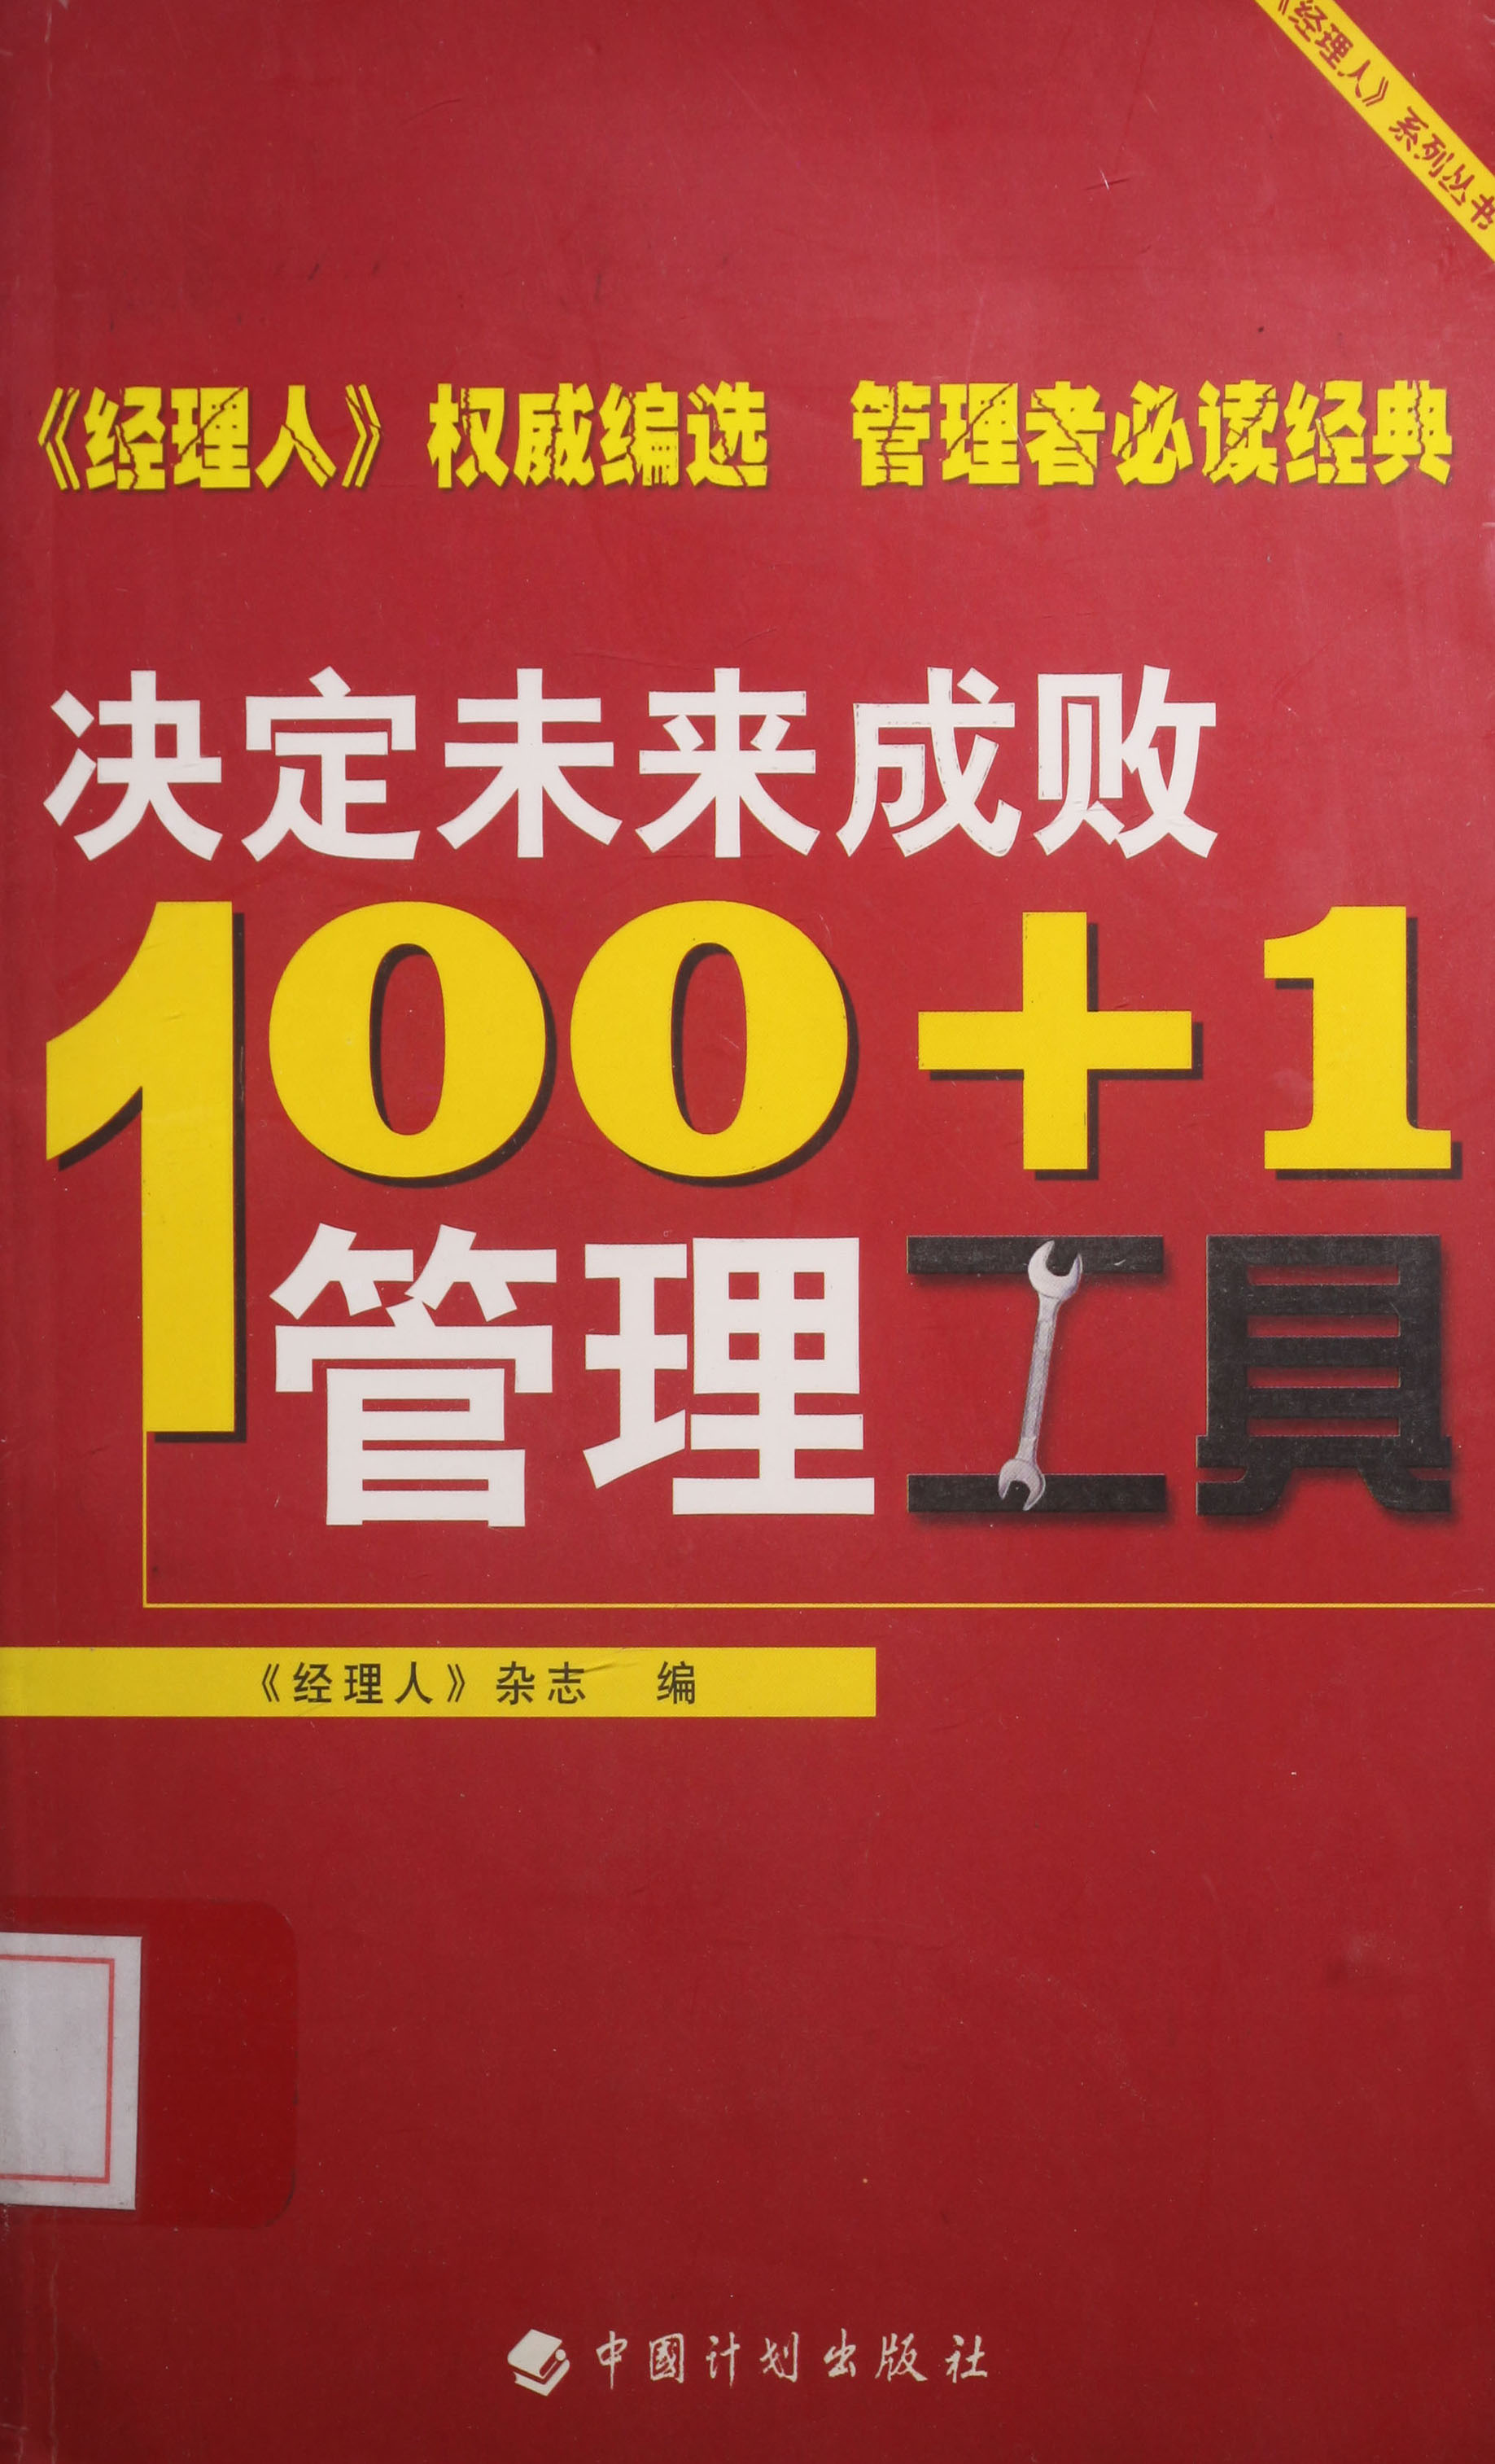 《经理人》系列丛书
《经理人》权威编选 管理者必读经典
决定未来成败
100+1
管理工具
《经理人》杂志 编
中國计划出版社